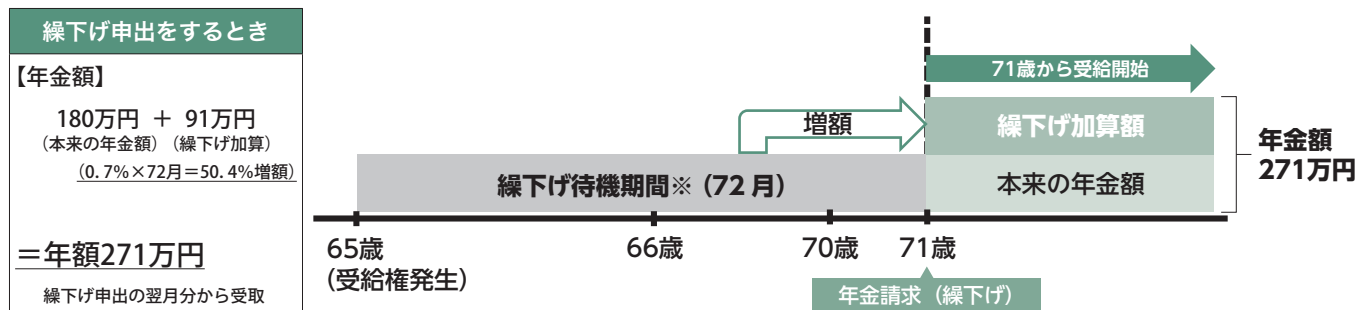 繰下げ申出をするとき
【年金額】
180万円 ＋ 91万円
（本来の年金額）（繰下げ加算）
（0. 7%×72月＝50. 4%増額）
＝年額271万円
繰下げ申出の翌月分から受取
71歳から受給開始
増額
繰下げ加算額
繰下げ待機期間※（72 月）
本来の年金額
年金額
271万円
65歳
（受給権発生）
66歳
70歳
71歳
年金請求（繰下げ）